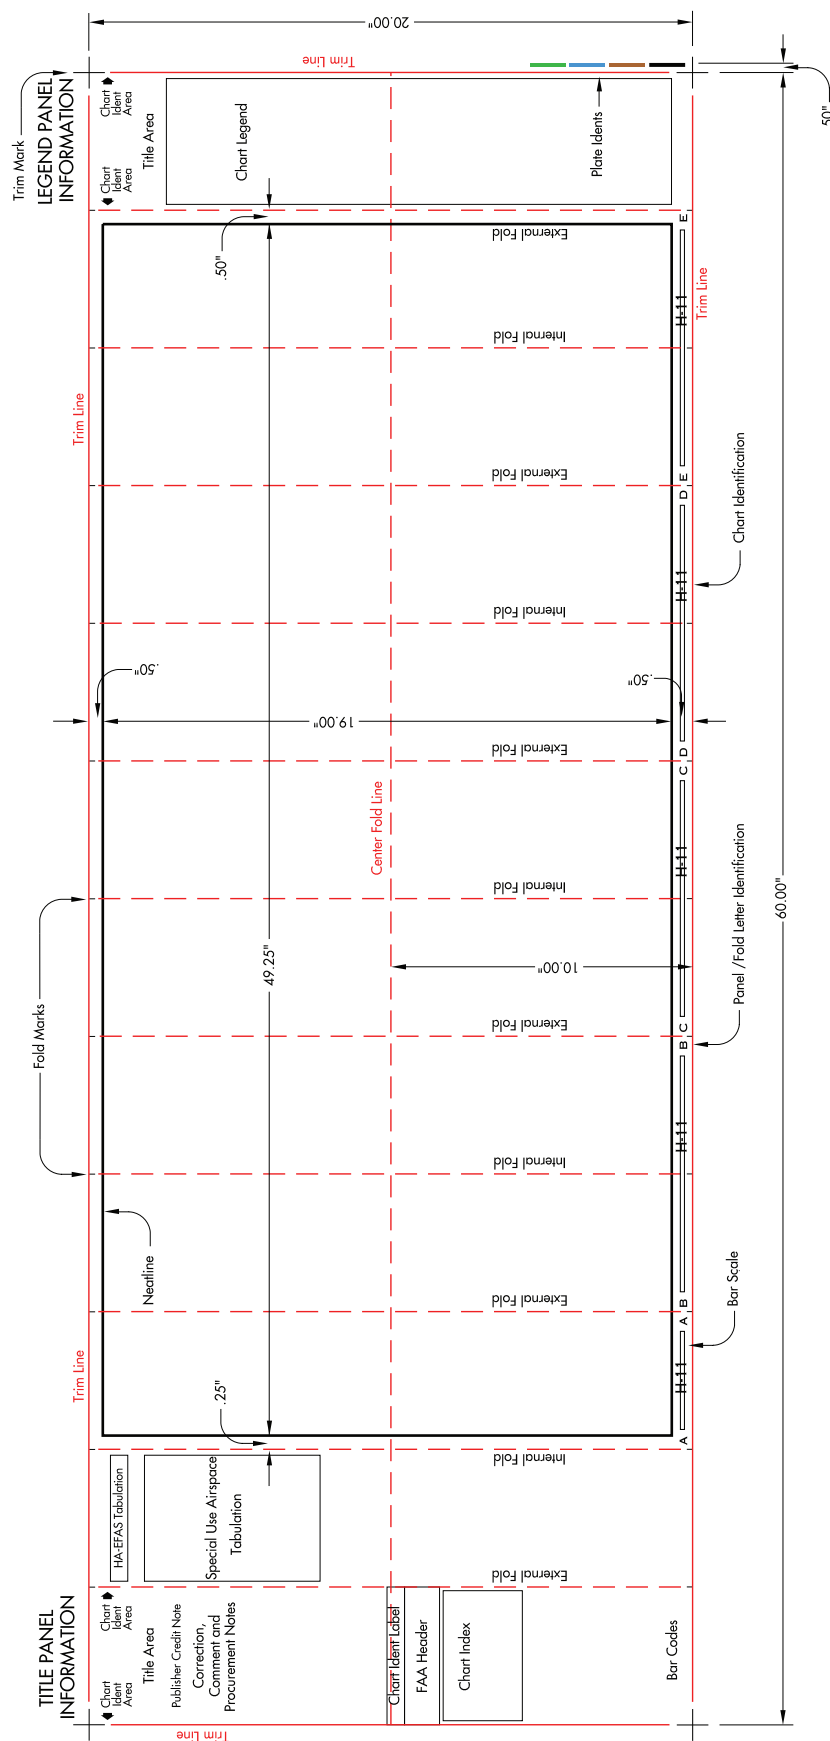 20.00"
Trim Mark
Trim Line
LEGEND PANEL
INFORMATION
Chart
Ident
Area
Chart
Ident
Area
Title Area
Chart Legend
Plate Idents
.50"
.50"
External Fold
E
H-11
Trim Line
Internal Fold
Trim Line
External Fold
E
D
Chart Identification
H-11
Internal Fold
.50"
.50"
19.00"
External Fold
D
C
Center Fold Line
H-11
Internal Fold
60.00"
Panel /Fold Letter Identification
49.25"
10.00"
Fold Marks
External Fold
C
B
H-11
Internal Fold
Neatline
External Fold
B
A
Bar Scale
Trim Line
H-11
.25"
A
Internal Fold
HA-EFAS Tabulation
Special Use Airspace
Tabulation
External Fold
TITLE PANEL
INFORMATION
Chart
Ident
Area
Chart
Ident
Area
Title Area
Publisher Credit Note
Correction,
Comment and
Procurement Notes
Chart Ident Label
FAA Header
Chart Index
Bar Codes
Trim Line